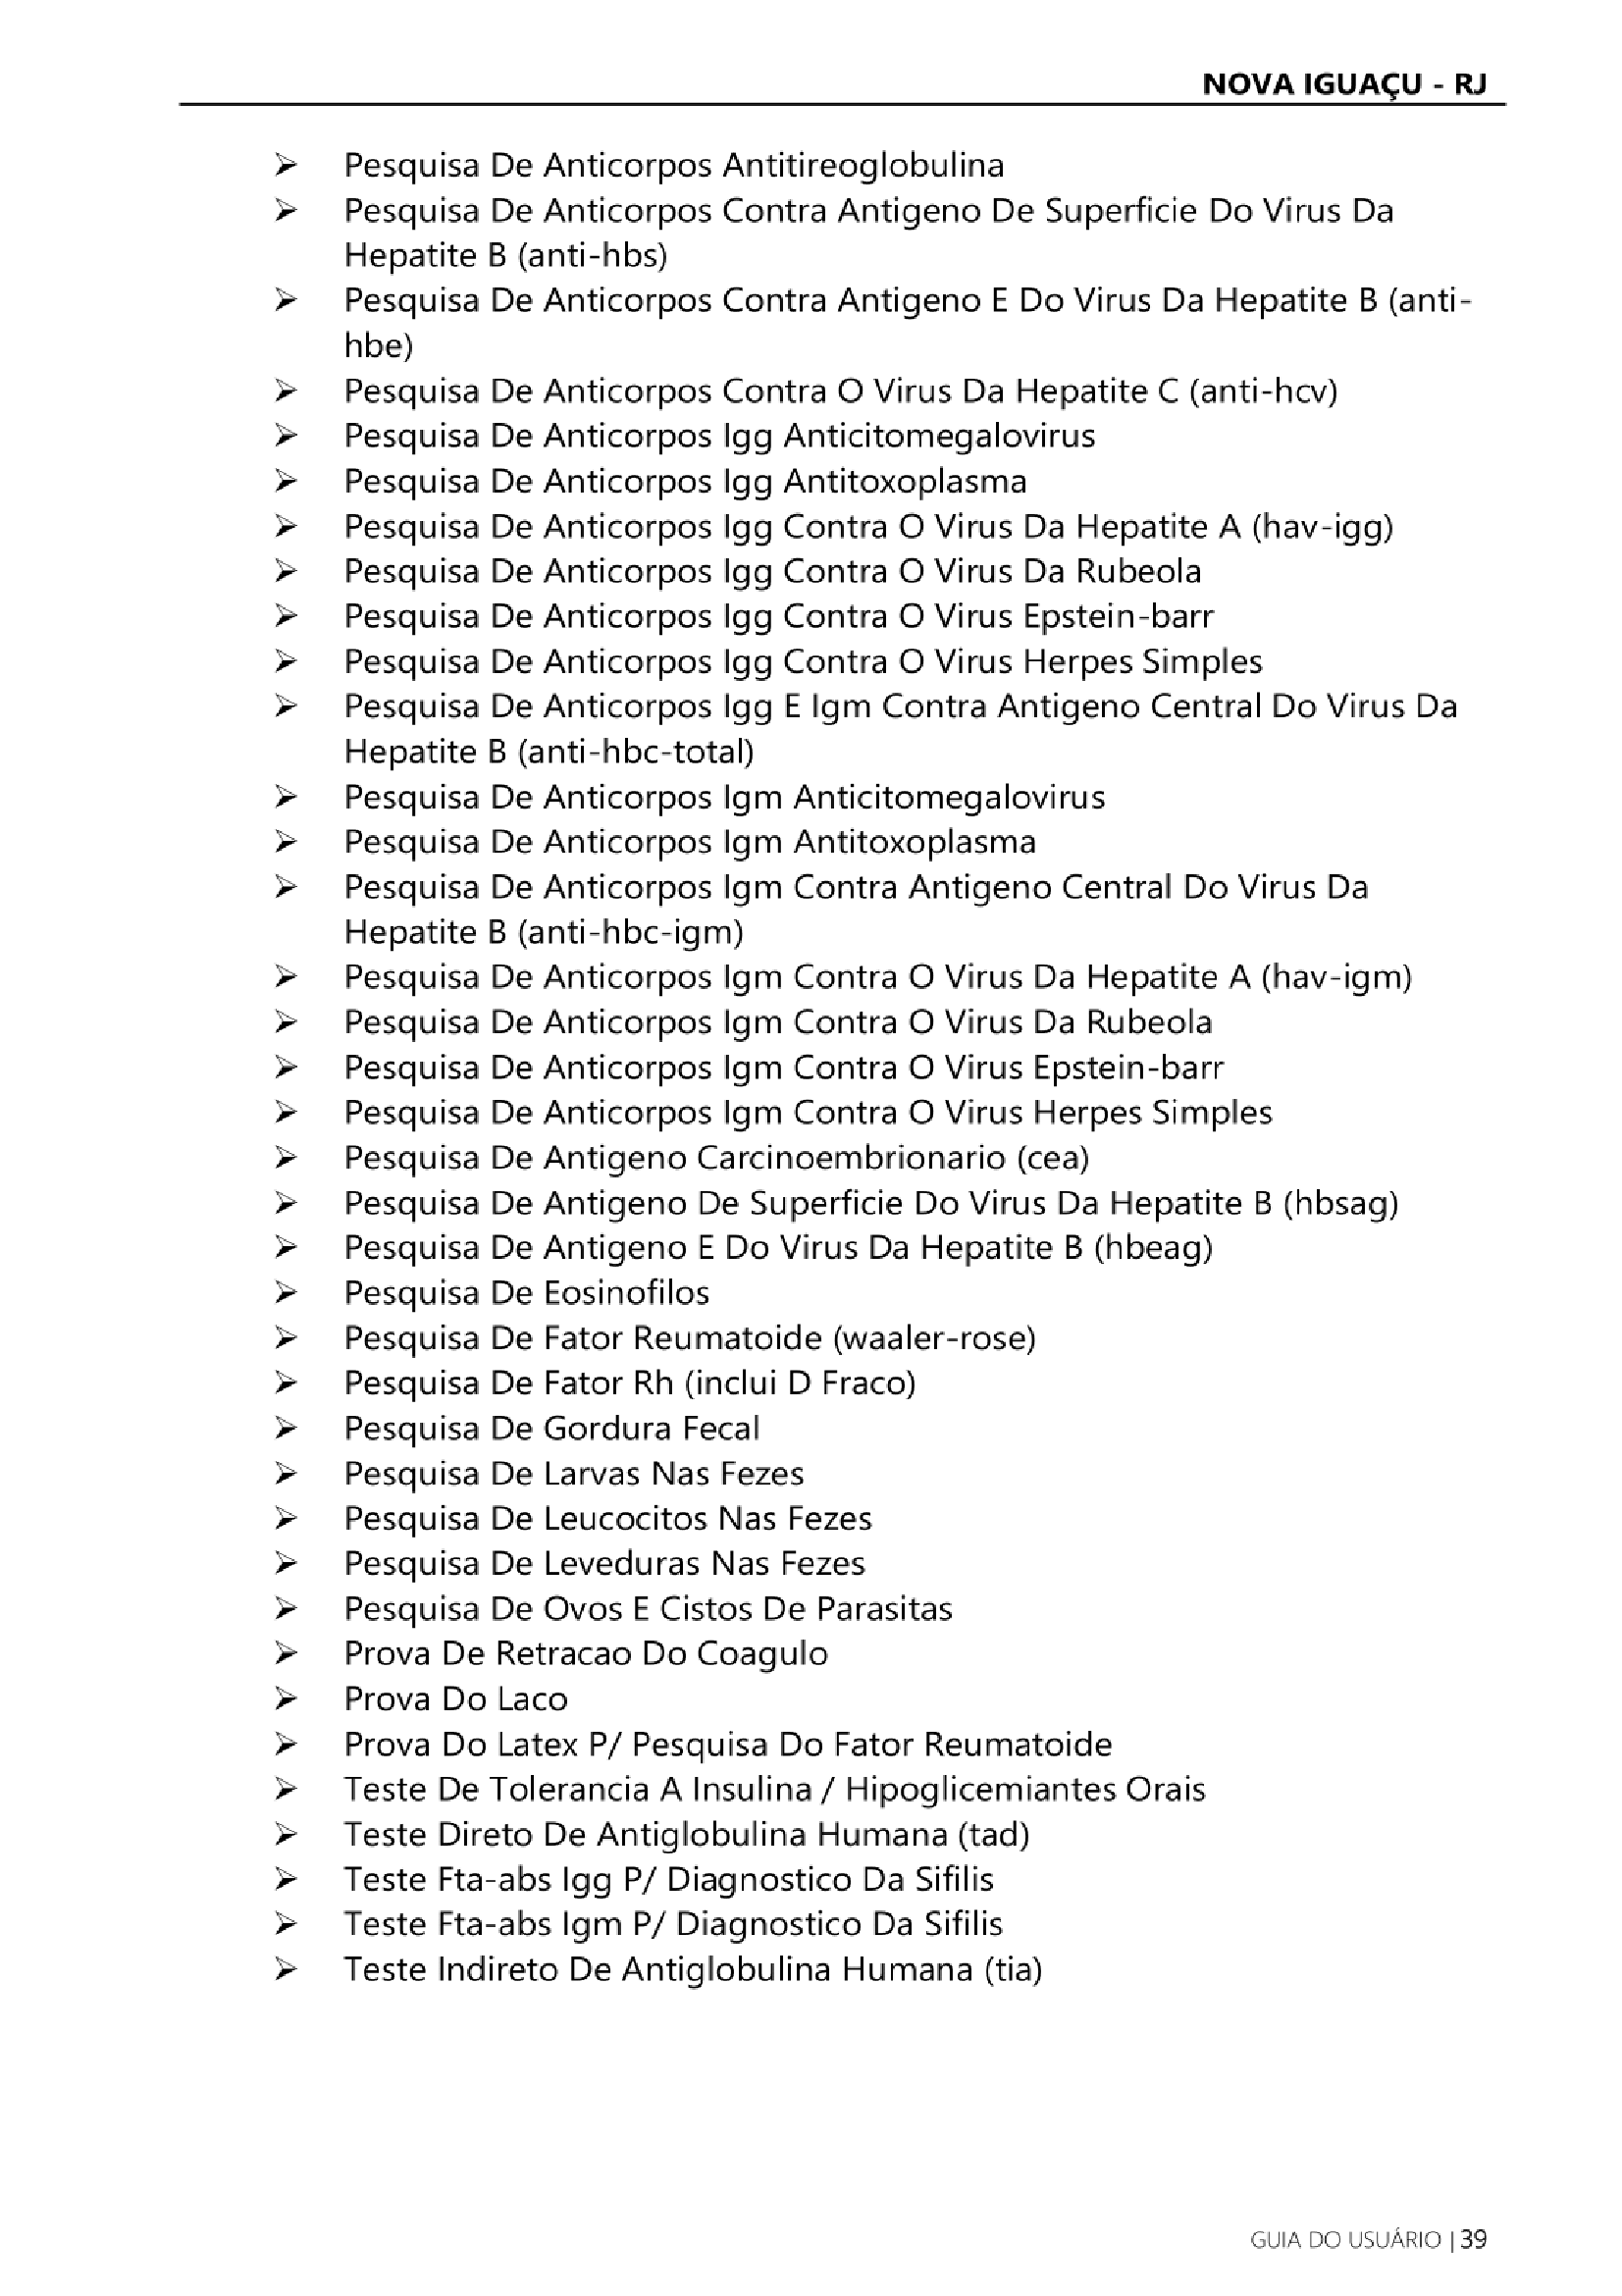 NOVA IGUAÇU - RJ
➢ Pesquisa De Anticorpos Antitireoglobulina
➢ Pesquisa De Anticorpos Contra Antigeno De Superficie Do Virus Da
Hepatite B (anti-hbs)
➢ Pesquisa De Anticorpos Contra Antigeno E Do Virus Da Hepatite B (anti-
hbe)
➢ Pesquisa De Anticorpos Contra O Virus Da Hepatite C (anti-hcv)
➢ Pesquisa De Anticorpos Igg Anticitomegalovirus
➢ Pesquisa De Anticorpos Igg Antitoxoplasma
➢ Pesquisa De Anticorpos Igg Contra O Virus Da Hepatite A (hav-igg)
➢ Pesquisa De Anticorpos Igg Contra O Virus Da Rubeola
➢ Pesquisa De Anticorpos Igg Contra O Virus Epstein-barr
➢ Pesquisa De Anticorpos Igg Contra O Virus Herpes Simples
➢ Pesquisa De Anticorpos Igg E Igm Contra Antigeno Central Do Virus Da
Hepatite B (anti-hbc-total)
➢ Pesquisa De Anticorpos Igm Anticitomegalovirus
➢ Pesquisa De Anticorpos Igm Antitoxoplasma
➢ Pesquisa De Anticorpos Igm Contra Antigeno Central Do Virus Da
Hepatite B (anti-hbc-igm)
➢ Pesquisa De Anticorpos Igm Contra O Virus Da Hepatite A (hav-igm)
➢ Pesquisa De Anticorpos Igm Contra O Virus Da Rubeola
➢ Pesquisa De Anticorpos Igm Contra O Virus Epstein-barr
➢ Pesquisa De Anticorpos Igm Contra O Virus Herpes Simples
➢ Pesquisa De Antigeno Carcinoembrionario (cea)
➢ Pesquisa De Antigeno De Superficie Do Virus Da Hepatite B (hbsag)
➢ Pesquisa De Antigeno E Do Virus Da Hepatite B (hbeag)
➢ Pesquisa De Eosinofilos
➢ Pesquisa De Fator Reumatoide (waaler-rose)
➢ Pesquisa De Fator Rh (inclui D Fraco)
➢ Pesquisa De Gordura Fecal
➢ Pesquisa De Larvas Nas Fezes
➢ Pesquisa De Leucocitos Nas Fezes
➢ Pesquisa De Leveduras Nas Fezes
➢ Pesquisa De Ovos E Cistos De Parasitas
➢ Prova De Retracao Do Coagulo
➢ Prova Do Laco
➢ Prova Do Latex P/ Pesquisa Do Fator Reumatoide
➢ Teste De Tolerancia A Insulina / Hipoglicemiantes Orais
➢ Teste Direto De Antiglobulina Humana (tad)
➢ Teste Fta-abs Igg P/ Diagnostico Da Sifilis
➢ Teste Fta-abs Igm P/ Diagnostico Da Sifilis
➢ Teste Indireto De Antiglobulina Humana (tia)
GUIA DO USUÁRIO | 39